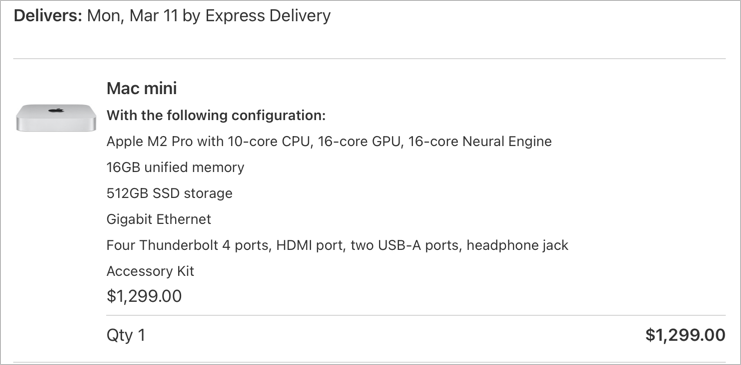 Delivers: Mon, Mar 11 by Express Delivery
Mac mini
With the following configuration:
Apple M2 Pro with 10-core CPU, 16-core GPU, 16-core Neural Engine
16GB unified memory
512GB SSD storage
Gigabit Ethernet
Four Thunderbolt 4 ports, HDMI port, two USB-A ports, headphone jack
Accessory Kit
$1,299.00
Qty 1 $1,299.00